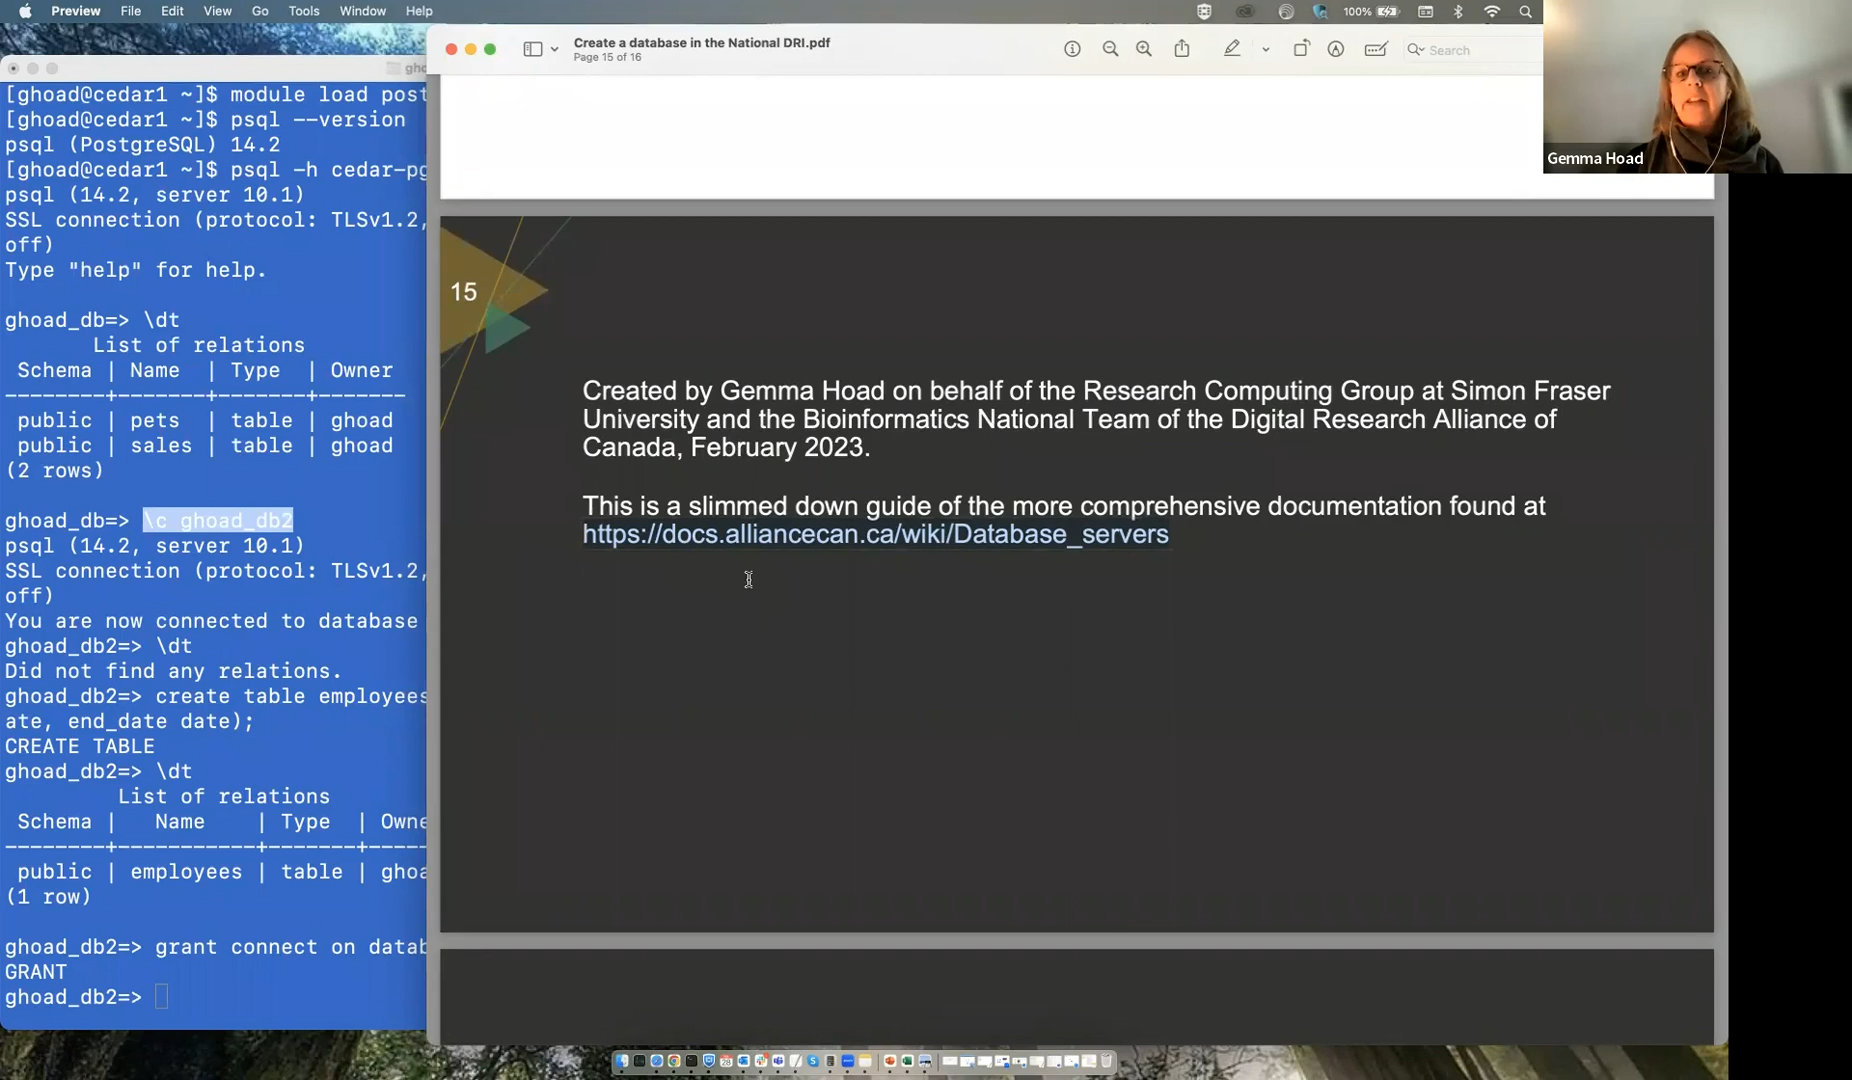 Preview File Edit View Go Tools Window Help
100%
Create a database in the National DRI.pdf
Page 15 of 16
Search
Gemma Hoad
[ghoad@cedar1 ~]$ module load post
[ghoad@cedar1 ~]$ psql --version
psql (PostgreSQL) 14.2
[ghoad@cedar1 ~]$ psql -h cedar-pg
psql (14.2, server 10.1)
SSL connection (protocol: TLSv1.2,
off)
Type "help" for help.
ghoad_db=> \dt
List of relations
Schema | Name | Type | Owner
--------+-------+-------+-------
public | pets | table | ghoad
public | sales | table | ghoad
(2 rows)
ghoad_db=> \c ghoad_db2
psql (14.2, server 10.1)
SSL connection (protocol: TLSv1.2,
off)
You are now connected to database
ghoad_db2=> \dt
Did not find any relations.
ghoad_db2=> create table employees
ate, end_date date);
CREATE TABLE
ghoad_db2=> \dt
List of relations
Schema | Name | Type | Owne
--------+-----------+-------+-----
public | employees | table | ghoa
(1 row)
ghoad_db2=> grant connect on datab
GRANT
ghoad_db2=>
15
Created by Gemma Hoad on behalf of the Research Computing Group at Simon Fraser
University and the Bioinformatics National Team of the Digital Research Alliance of
Canada, February 2023.
This is a slimmed down guide of the more comprehensive documentation found at
https://docs.alliancecan.ca/wiki/Database_servers